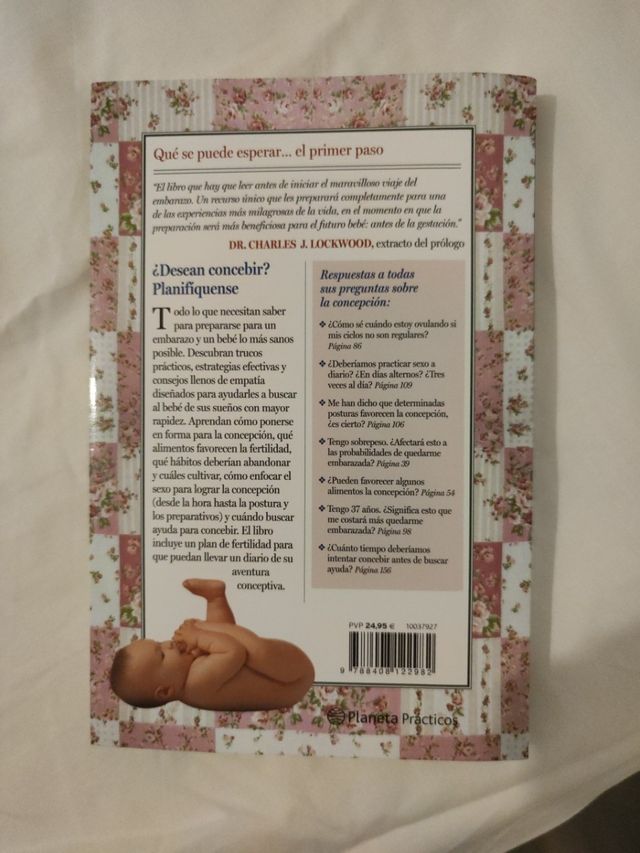 Qué se puede esperar... el primer paso
"El libro que hay que leer antes de iniciar el maravilloso viaje del
embarazo. Un recurso único que les preparará completamente para una
de las experiencias más milagrosas de la vida, en el momento en que la
preparación será más beneficiosa para el futuro bebé: antes de la gestación."
DR. CHARLES J. LOCKWOOD, extracto del prólogo
¿Desean concebir?
Planifíquense
Todo lo que necesitan saber
para prepararse para un
embarazo y un bebé lo más sanos
posible. Descubran trucos
prácticos, estrategias efectivas y
consejos llenos de empatía
diseñados para ayudarles a buscar
al bebé de sus sueños con mayor
rapidez. Aprendan cómo ponerse
en forma para la concepción, qué
alimentos favorecen la fertilidad,
qué hábitos deberían abandonar
y cuáles cultivar, cómo enfocar el
sexo para lograr la concepción
(desde la hora hasta la postura y
los preparativos) y cuándo buscar
ayuda para concebir. El libro
incluye un plan de fertilidad para
que puedan llevar un diario de su
aventura
conceptiva.
Respuestas a todas
sus preguntas sobre
la concepción:
❖ ¿Cómo sé cuándo estoy ovulando si
mis ciclos no son regulares?
Página 86
❖ ¿Deberíamos practicar sexo a
diario? ¿En días alternos? ¿Tres
veces al día? Página 109
❖ Me han dicho que determinadas
posturas favorecen la concepción,
¿es cierto? Página 106
❖ Tengo sobrepeso. ¿Afectará esto a
las probabilidades de quedarme
embarazada? Página 39
❖ ¿Pueden favorecer algunos
alimentos la concepción? Página 54
❖ Tengo 37 años. ¿Significa esto que
me costará más quedarme
embarazada? Página 98
❖ ¿Cuánto tiempo deberíamos
intentar concebir antes de buscar
ayuda? Página 156
PVP 24,95 € 10037927
9 788408 122982
Planeta Prácticos